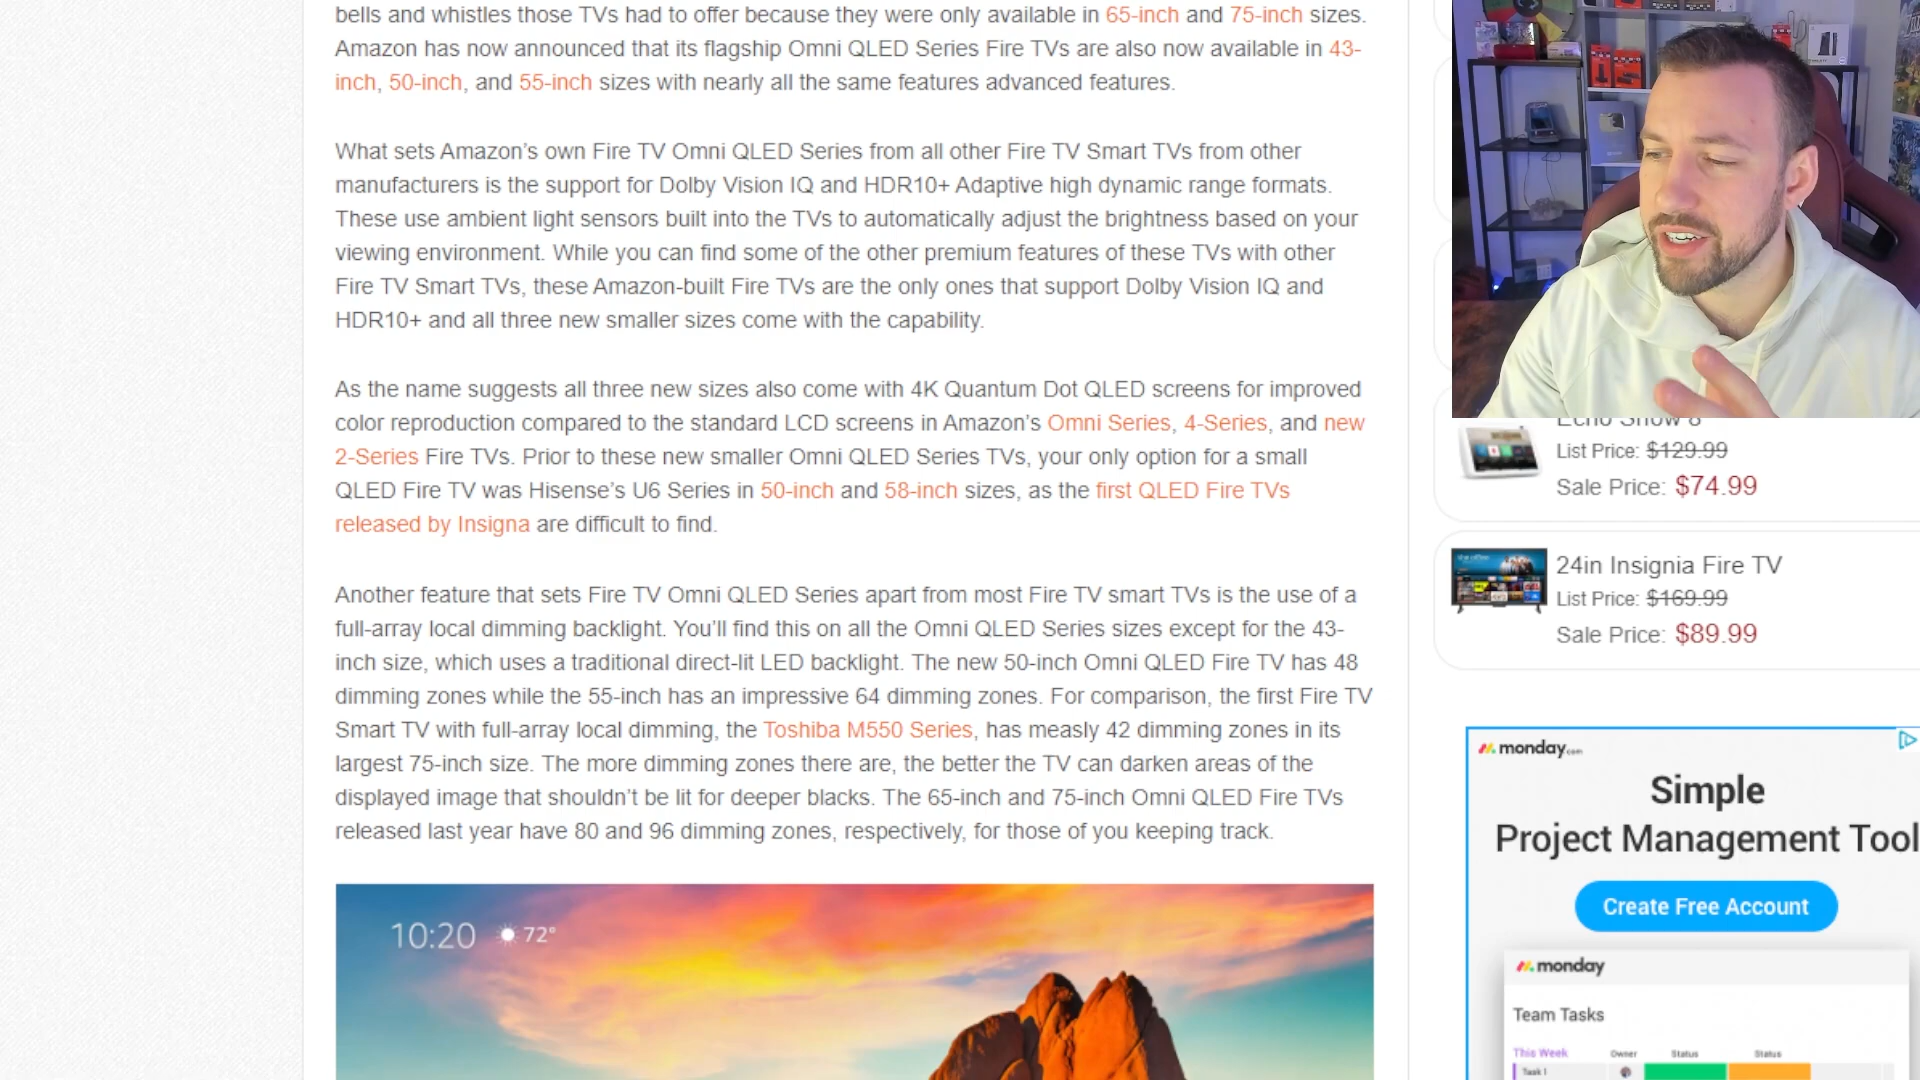 bells and whistles those TVs had to offer because they were only available in 65-inch and 75-inch sizes.
Amazon has now announced that its flagship Omni QLED Series Fire TVs are also now available in 43-
inch, 50-inch, and 55-inch sizes with nearly all the same features advanced features.
What sets Amazon’s own Fire TV Omni QLED Series from all other Fire TV Smart TVs from other
manufacturers is the support for Dolby Vision IQ and HDR10+ Adaptive high dynamic range formats.
These use ambient light sensors built into the TVs to automatically adjust the brightness based on your
viewing environment. While you can find some of the other premium features of these TVs with other
Fire TV Smart TVs, these Amazon-built Fire TVs are the only ones that support Dolby Vision IQ and
HDR10+ and all three new smaller sizes come with the capability.
As the name suggests all three new sizes also come with 4K Quantum Dot QLED screens for improved
color reproduction compared to the standard LCD screens in Amazon’s Omni Series, 4-Series, and new
2-Series Fire TVs. Prior to these new smaller Omni QLED Series TVs, your only option for a small
QLED Fire TV was Hisense’s U6 Series in 50-inch and 58-inch sizes, as the first QLED Fire TVs
released by Insigna are difficult to find.
Another feature that sets Fire TV Omni QLED Series apart from most Fire TV smart TVs is the use of a
full-array local dimming backlight. You’ll find this on all the Omni QLED Series sizes except for the 43-
inch size, which uses a traditional direct-lit LED backlight. The new 50-inch Omni QLED Fire TV has 48
dimming zones while the 55-inch has an impressive 64 dimming zones. For comparison, the first Fire TV
Smart TV with full-array local dimming, the Toshiba M550 Series, has measly 42 dimming zones in its
largest 75-inch size. The more dimming zones there are, the better the TV can darken areas of the
displayed image that shouldn’t be lit for deeper blacks. The 65-inch and 75-inch Omni QLED Fire TVs
released last year have 80 and 96 dimming zones, respectively, for those of you keeping track.
10:20 72°
Echo Show 8
List Price: $129.99
Sale Price: $74.99
24in Insignia Fire TV
List Price: $169.99
Sale Price: $89.99
monday.com
Simple
Project Management Tool
Create Free Account
monday
Team Tasks
This Week Owner Status Status
Task 1